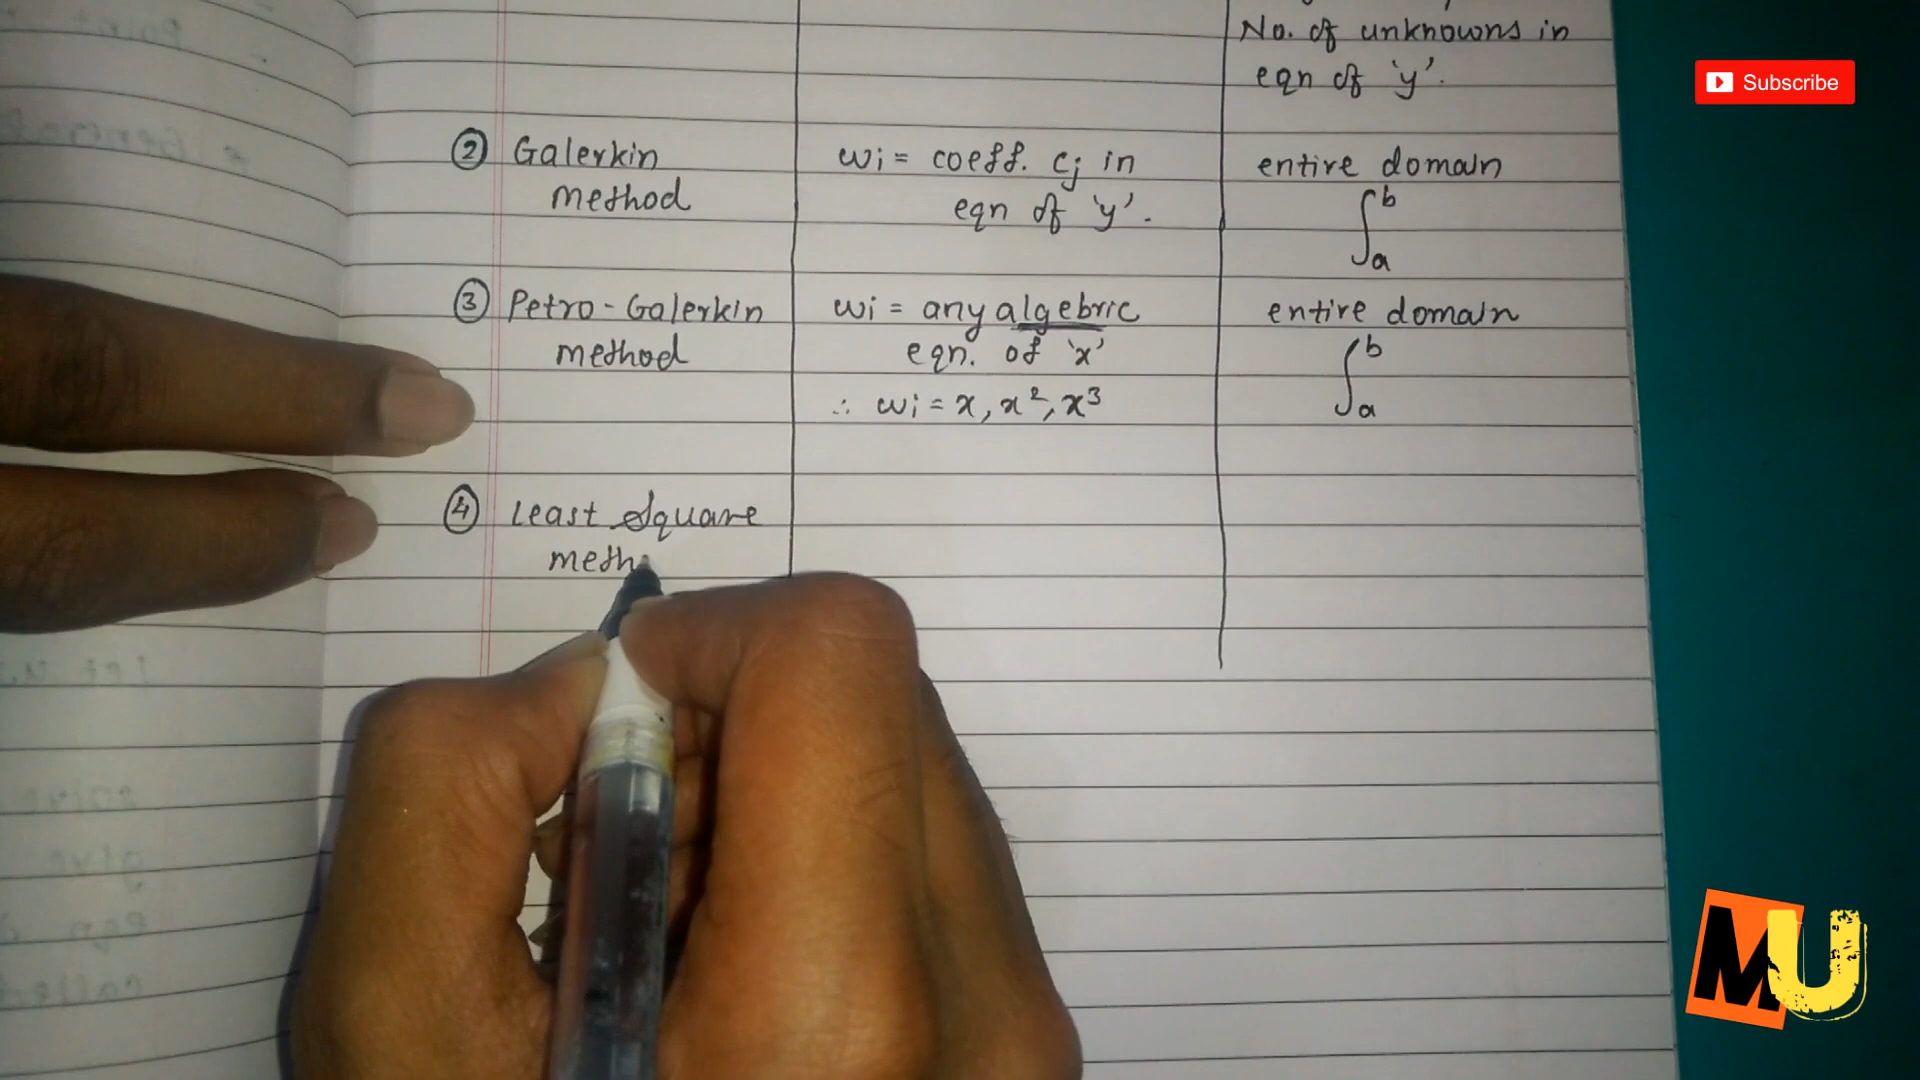 No. of unknowns in
eqn of 'y'.
Subscribe
② Galerkin
method
wi = coeff. cj in
eqn of 'y'.
entire domain
∫ b
a
③ Petro-Galerkin
method
wi = any algebric
eqn. of 'x'
∴ wi = x, x², x³
entire domain
∫ b
a
④ Least Square
meth
MU